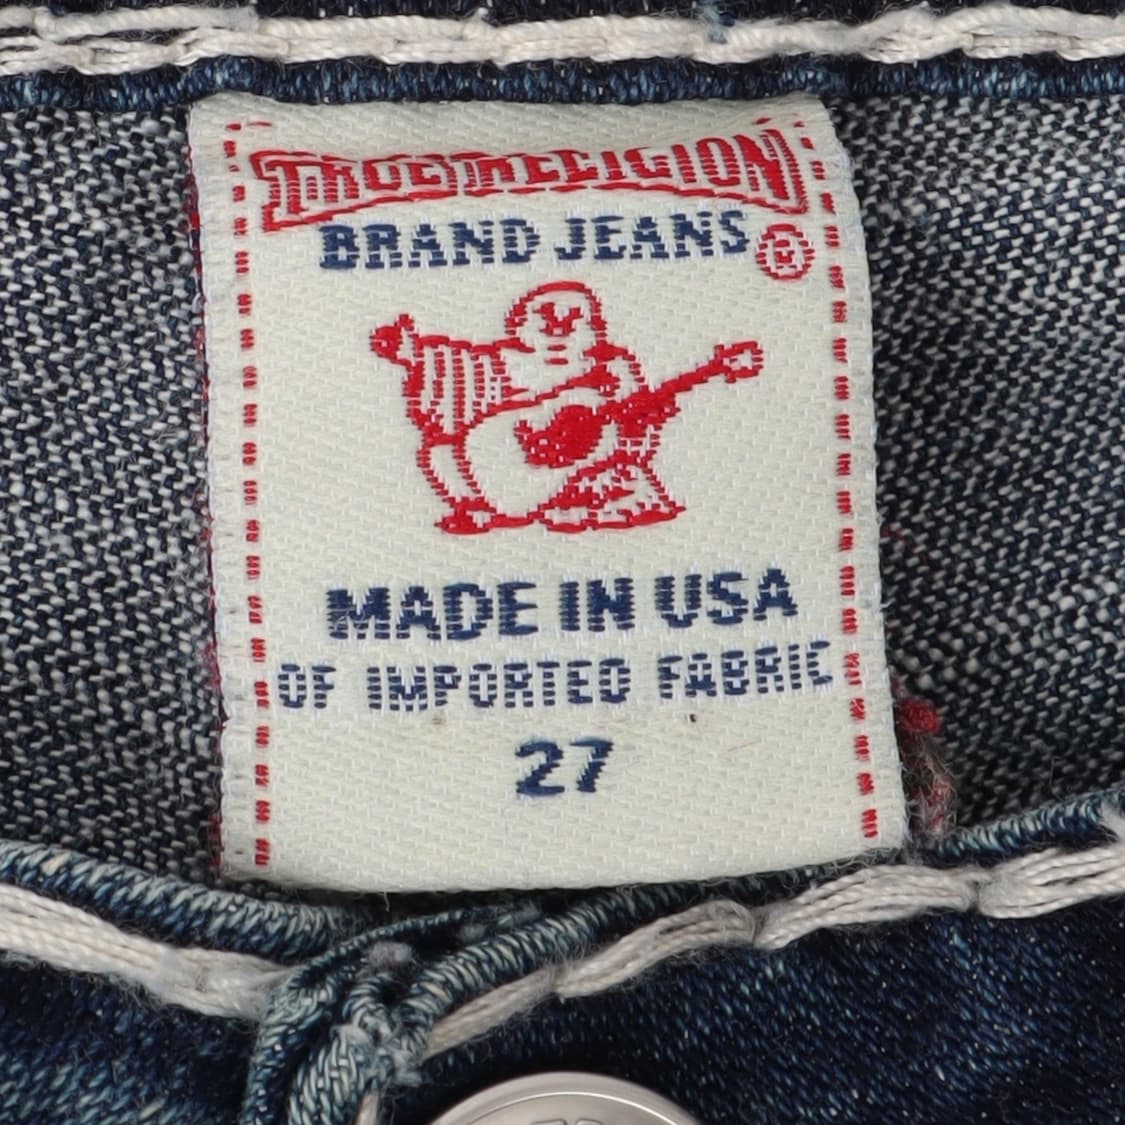 TRUE RELIGION
BRAND JEANS ®
MADE IN USA
OF IMPORTED FABRIC
27